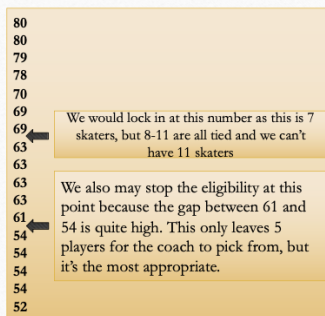 80
80
79
78
70
69
69
63
63
63
63
61
54
54
54
54
52
We would lock in at this number as this is 7
skaters, but 8-11 are all tied and we can't
have 11 skaters
We also may stop the eligibility at this
point because the gap between 61 and
54 is quite high. This only leaves 5
players for the coach to pick from, but
it's the most appropriate.